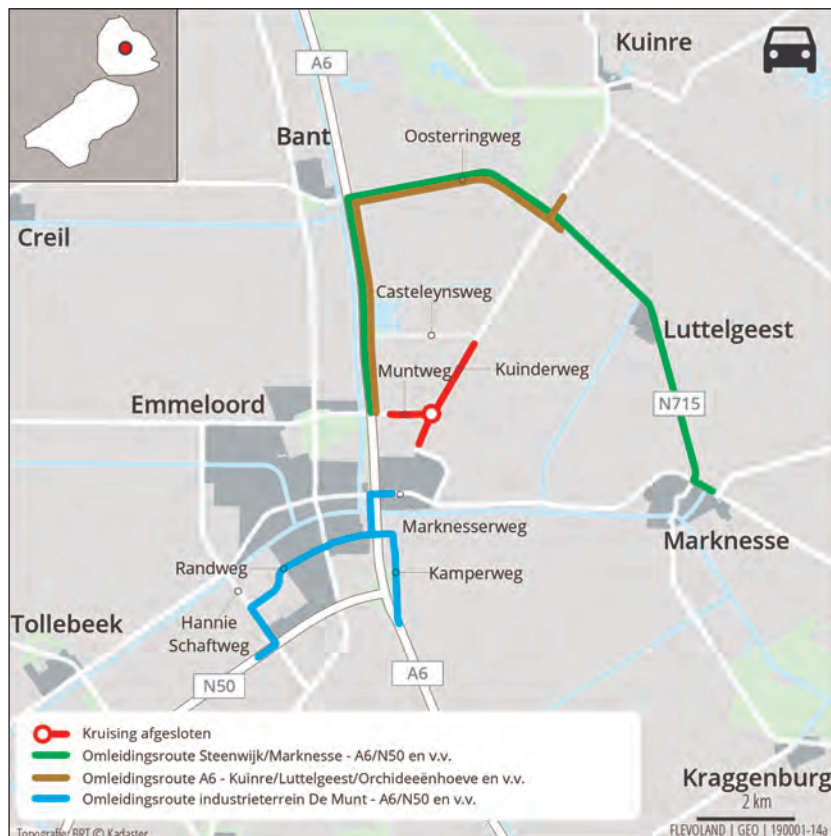 A6
Kuinre
Bant
Oosterringweg
Creil
Casteleynsweg
Luttelgeest
Muntweg
Kuinderweg
Emmeloord
N715
Marknesserweg
Marknesse
Randweg
Kamperweg
Hannie
Schaftweg
Tollebeek
N50
A6
Kruising afgesloten
Omleidingsroute Steenwijk/Marknesse - A6/N50 en v.v.
Omleidingsroute A6 - Kuinre/Luttelgeest/Orchideeënhoeve en v.v.
Omleidingsroute industrieterrein De Munt - A6/N50 en v.v.
Kraggenburg
2 km
Topografie: BRT © Kadaster
FLEVOLAND | GEO | 190001-14a